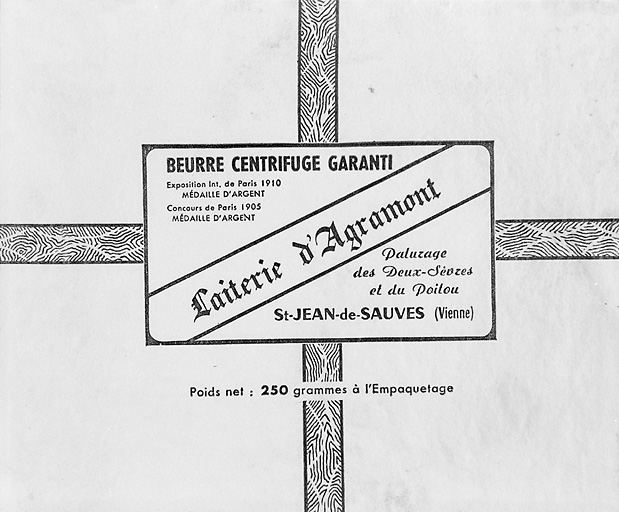 BEURRE CENTRIFUGE GARANTI
Exposition Int. de Paris 1910
MÉDAILLE D'ARGENT
Concours de Paris 1905
MÉDAILLE D'ARGENT
Laiterie d'Agramont
Paturage
des Deux-Sèvres
et du Poitou
St-JEAN-de-SAUVES (Vienne)
Poids net : 250 grammes à l'Empaquetage